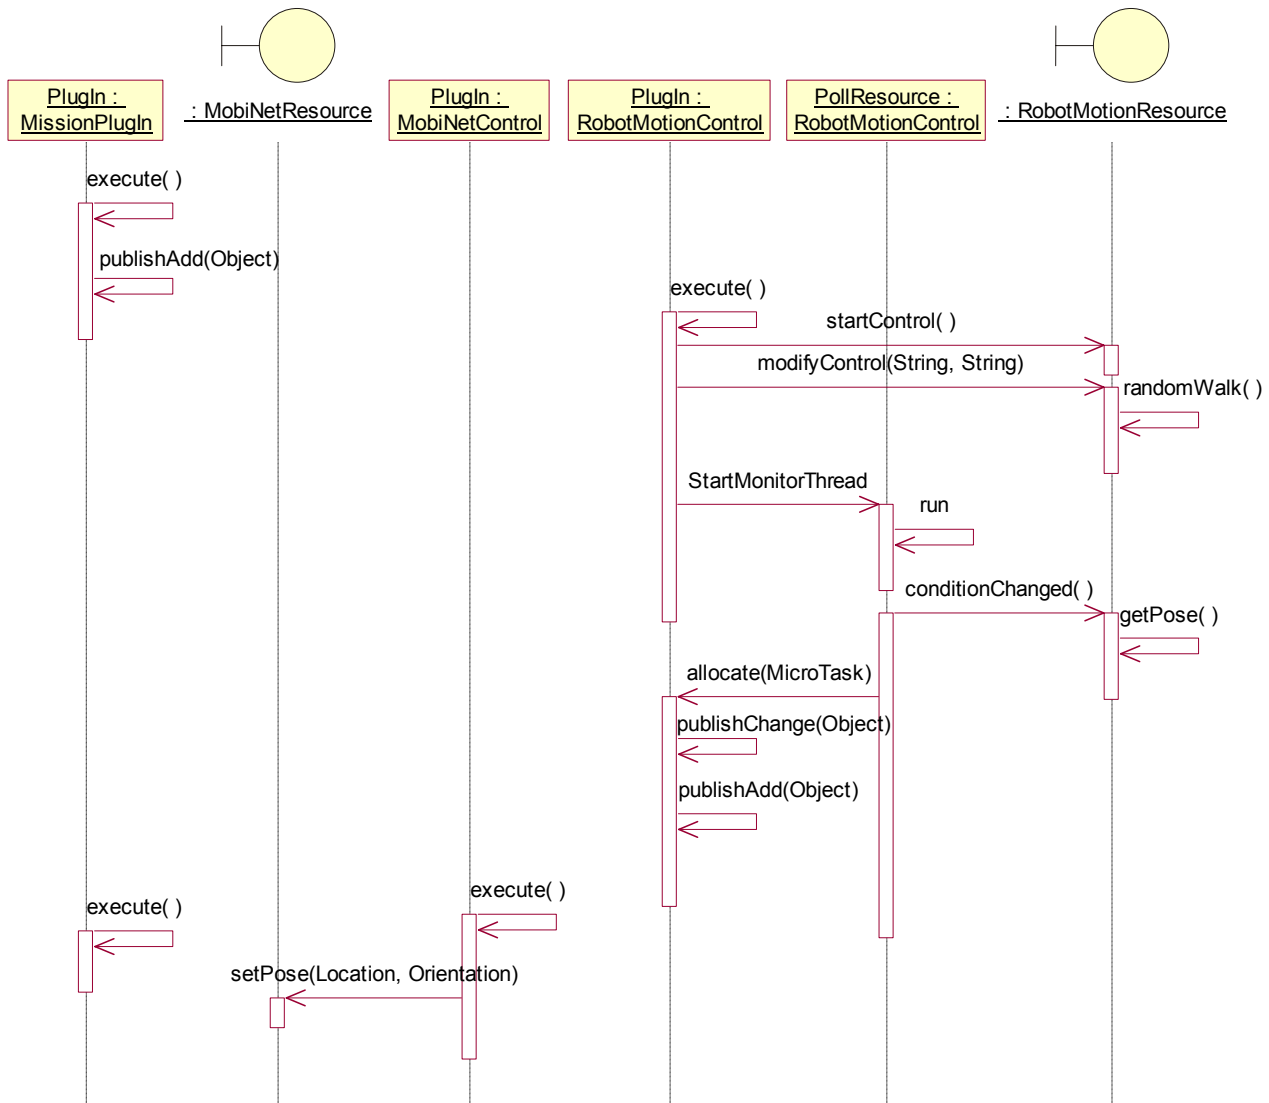 PlugIn :
MissionPlugIn
: MobiNetResource
PlugIn :
MobiNetControl
PlugIn :
RobotMotionControl
PollResource :
RobotMotionControl
: RobotMotionResource
execute( )
publishAdd(Object)
execute( )
startControl( )
modifyControl(String, String)
randomWalk( )
StartMonitorThread
run
conditionChanged( )
getPose( )
allocate(MicroTask)
publishChange(Object)
publishAdd(Object)
execute( )
execute( )
setPose(Location, Orientation)